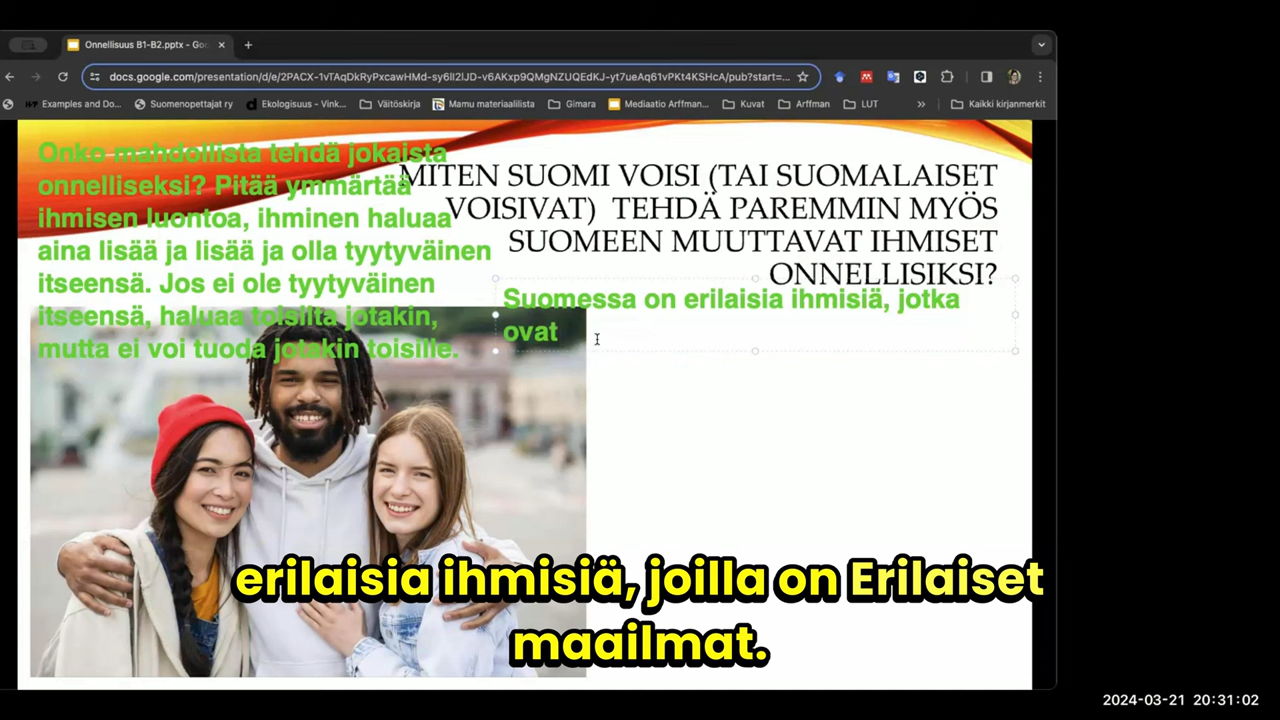 Onnellisuus B1-B2.pptx - Goo
docs.google.com/presentation/d/e/2PACX-1vTAqDkRyPxcawHMd-sy6ll2lJD-v6AKxp9QMgNZUQEdKJ-yt7ueAq61vPKt4KSHcA/pub?start=...
Examples and Do... Suomenopettajat ry Ekologisuus - Vink... Väitöskirja Mamu materiaalilista Gimara Mediaatio Arffman... Kuvat Arffman LUT » Kaikki kirjanmerkit
MITEN SUOMI VOISI (TAI SUOMALAISET
VOISIVAT) TEHDÄ PAREMMIN MYÖS
SUOMEEN MUUTTAVAT IHMISET
ONNELLISIKSI?
Onko mahdollista tehdä jokaista
onnelliseksi? Pitää ymmärtää
ihmisen luontoa, ihminen haluaa
aina lisää ja lisää ja olla tyytyväinen
itseensä. Jos ei ole tyytyväinen
itseensä, haluaa toisilta jotakin,
mutta ei voi tuoda jotakin toisille.
Suomessa on erilaisia ihmisiä, jotka
ovat
erilaisia ihmisiä, joilla on Erilaiset
maailmat.
2024-03-21 20:31:02